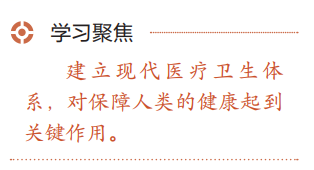 学习聚焦
建立现代医疗卫生体
系，对保障人类的健康起到
关键作用。